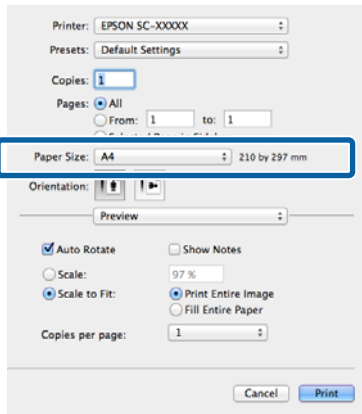 Printer: EPSON SC-XXXXX
Presets: Default Settings
Copies: 1
Pages: All
From: 1 to: 1
Paper Size: A4 210 by 297 mm
Orientation:
Preview
Auto Rotate Show Notes
Scale: 97 %
Scale to Fit: Print Entire Image
Fill Entire Paper
Copies per page: 1
Cancel Print